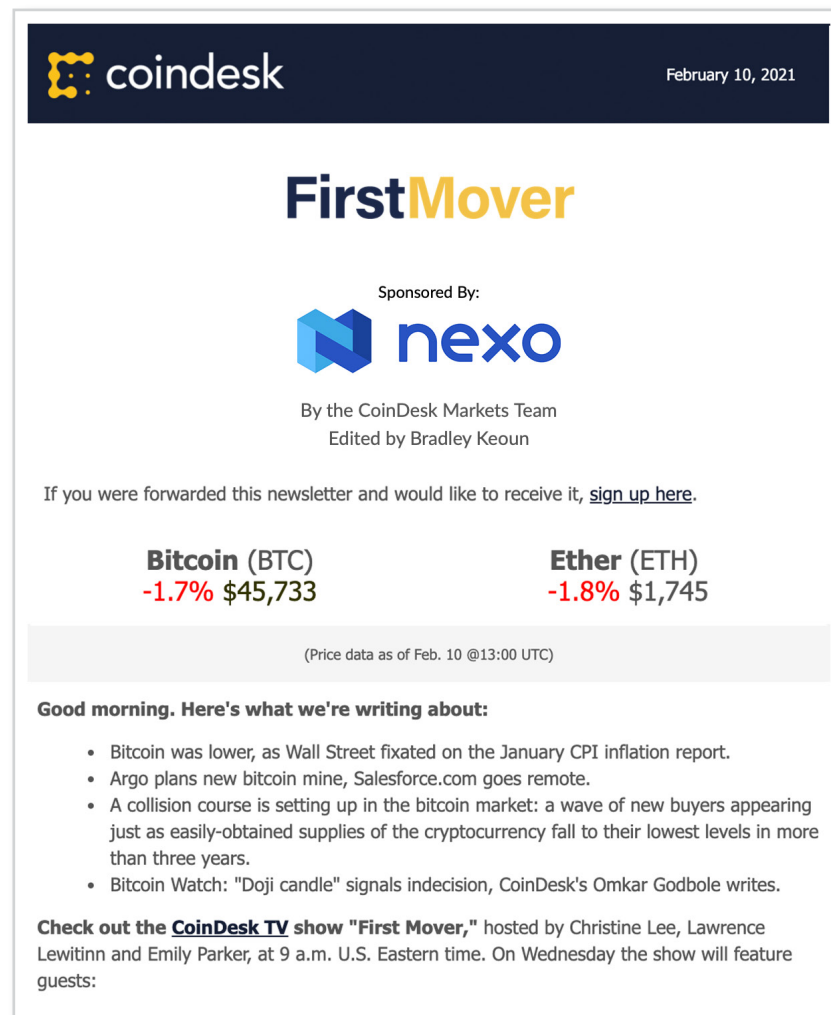 coindesk
February 10, 2021
FirstMover
Sponsored By:
nexo
By the CoinDesk Markets Team
Edited by Bradley Keoun
If you were forwarded this newsletter and would like to receive it, sign up here.
Bitcoin (BTC)
-1.7% $45,733
Ether (ETH)
-1.8% $1,745
(Price data as of Feb. 10 @13:00 UTC)
Good morning. Here's what we're writing about:
• Bitcoin was lower, as Wall Street fixated on the January CPI inflation report.
• Argo plans new bitcoin mine, Salesforce.com goes remote.
• A collision course is setting up in the bitcoin market: a wave of new buyers appearing
just as easily-obtained supplies of the cryptocurrency fall to their lowest levels in more
than three years.
• Bitcoin Watch: "Doji candle" signals indecision, CoinDesk's Omkar Godbole writes.
Check out the CoinDesk TV show "First Mover," hosted by Christine Lee, Lawrence
Lewitinn and Emily Parker, at 9 a.m. U.S. Eastern time. On Wednesday the show will feature
guests: